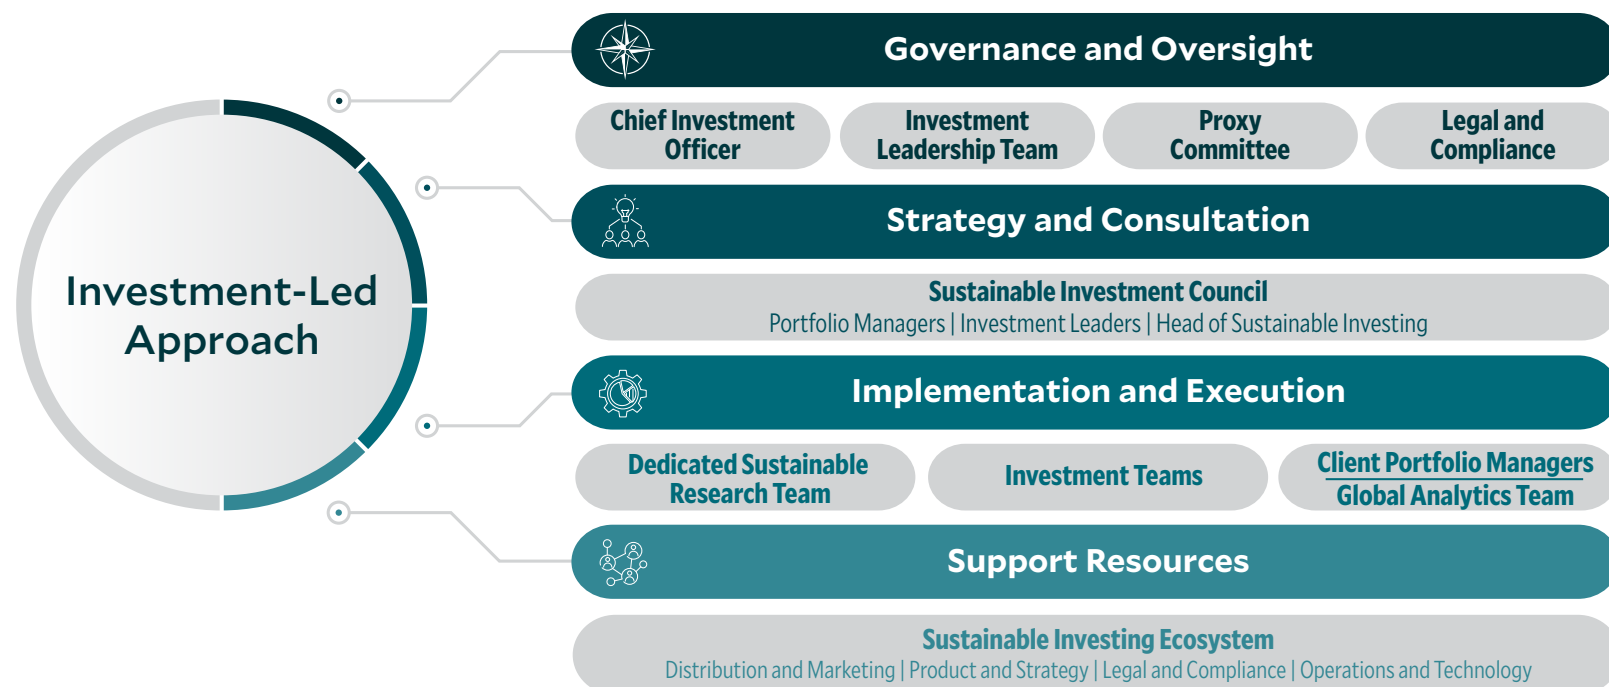 Investment-Led
Approach
Governance and Oversight
Chief Investment
Officer
Investment
Leadership Team
Proxy
Committee
Legal and
Compliance
Strategy and Consultation
Sustainable Investment Council
Portfolio Managers | Investment Leaders | Head of Sustainable Investing
Implementation and Execution
Dedicated Sustainable
Research Team
Investment Teams
Client Portfolio Managers
Global Analytics Team
Support Resources
Sustainable Investing Ecosystem
Distribution and Marketing | Product and Strategy | Legal and Compliance | Operations and Technology